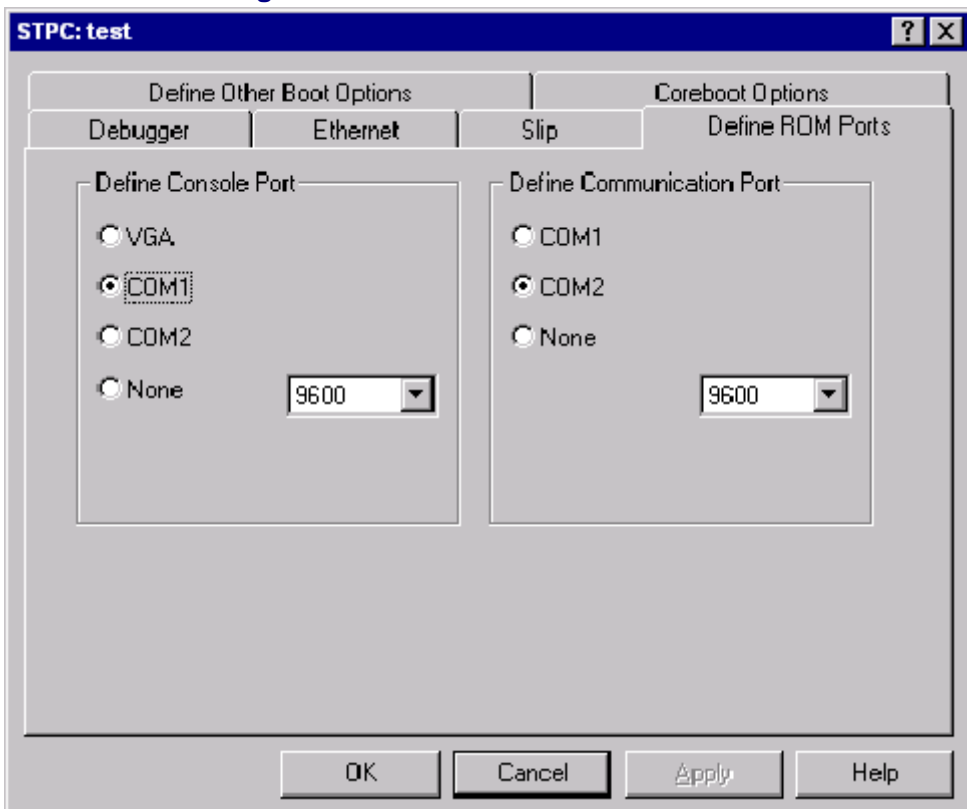 STPC: test
Define Other Boot Options Coreboot Options
Debugger Ethernet Slip Define ROM Ports
Define Console Port Define Communication Port
VGA COM1
COM1 COM2
COM2 None
None 9600 9600
OK Cancel Apply Help